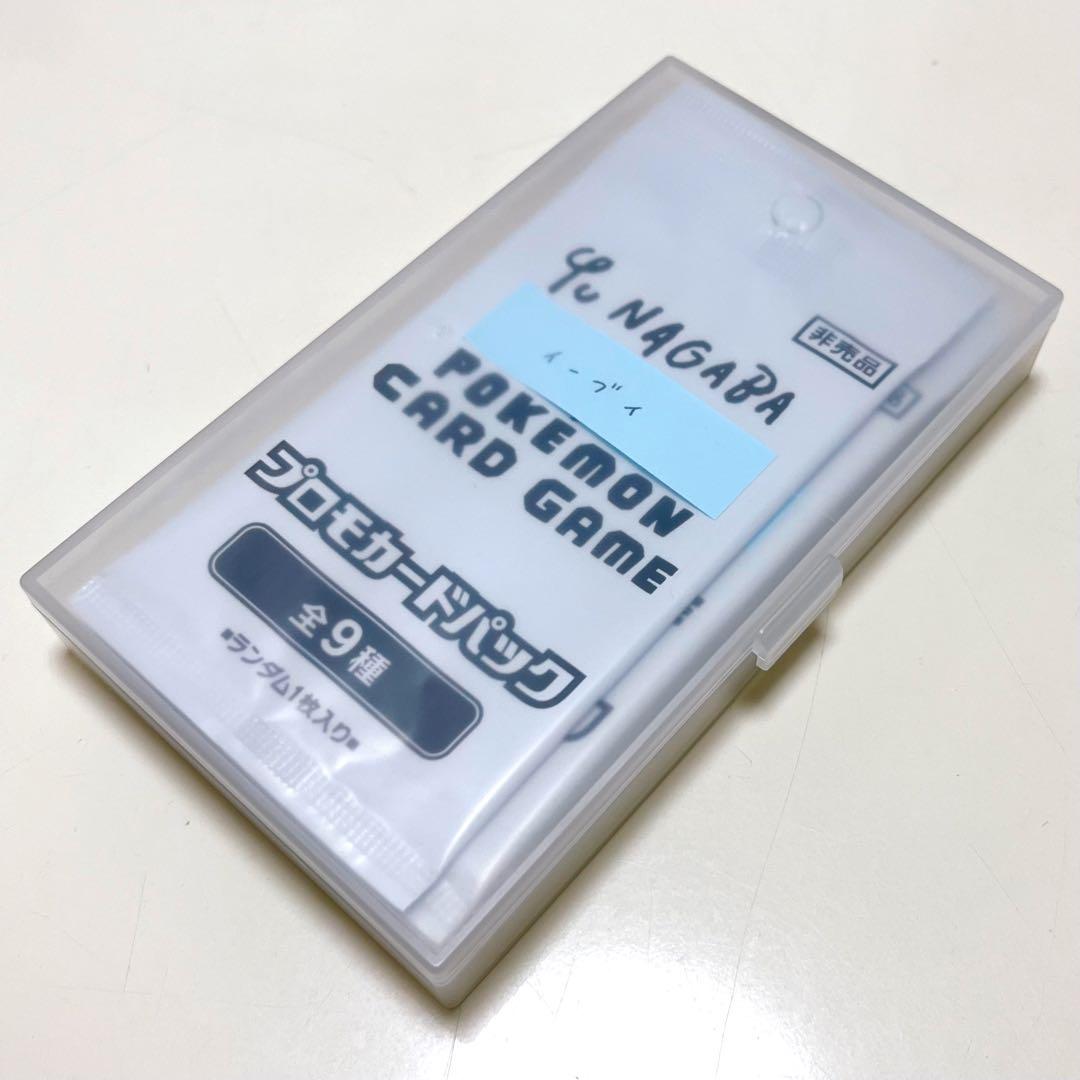 Yu NAGABA
非売品
イーブイ
POKEMON
CARD GAME
プロモカードパック
全9種
■ランダム1枚入り■